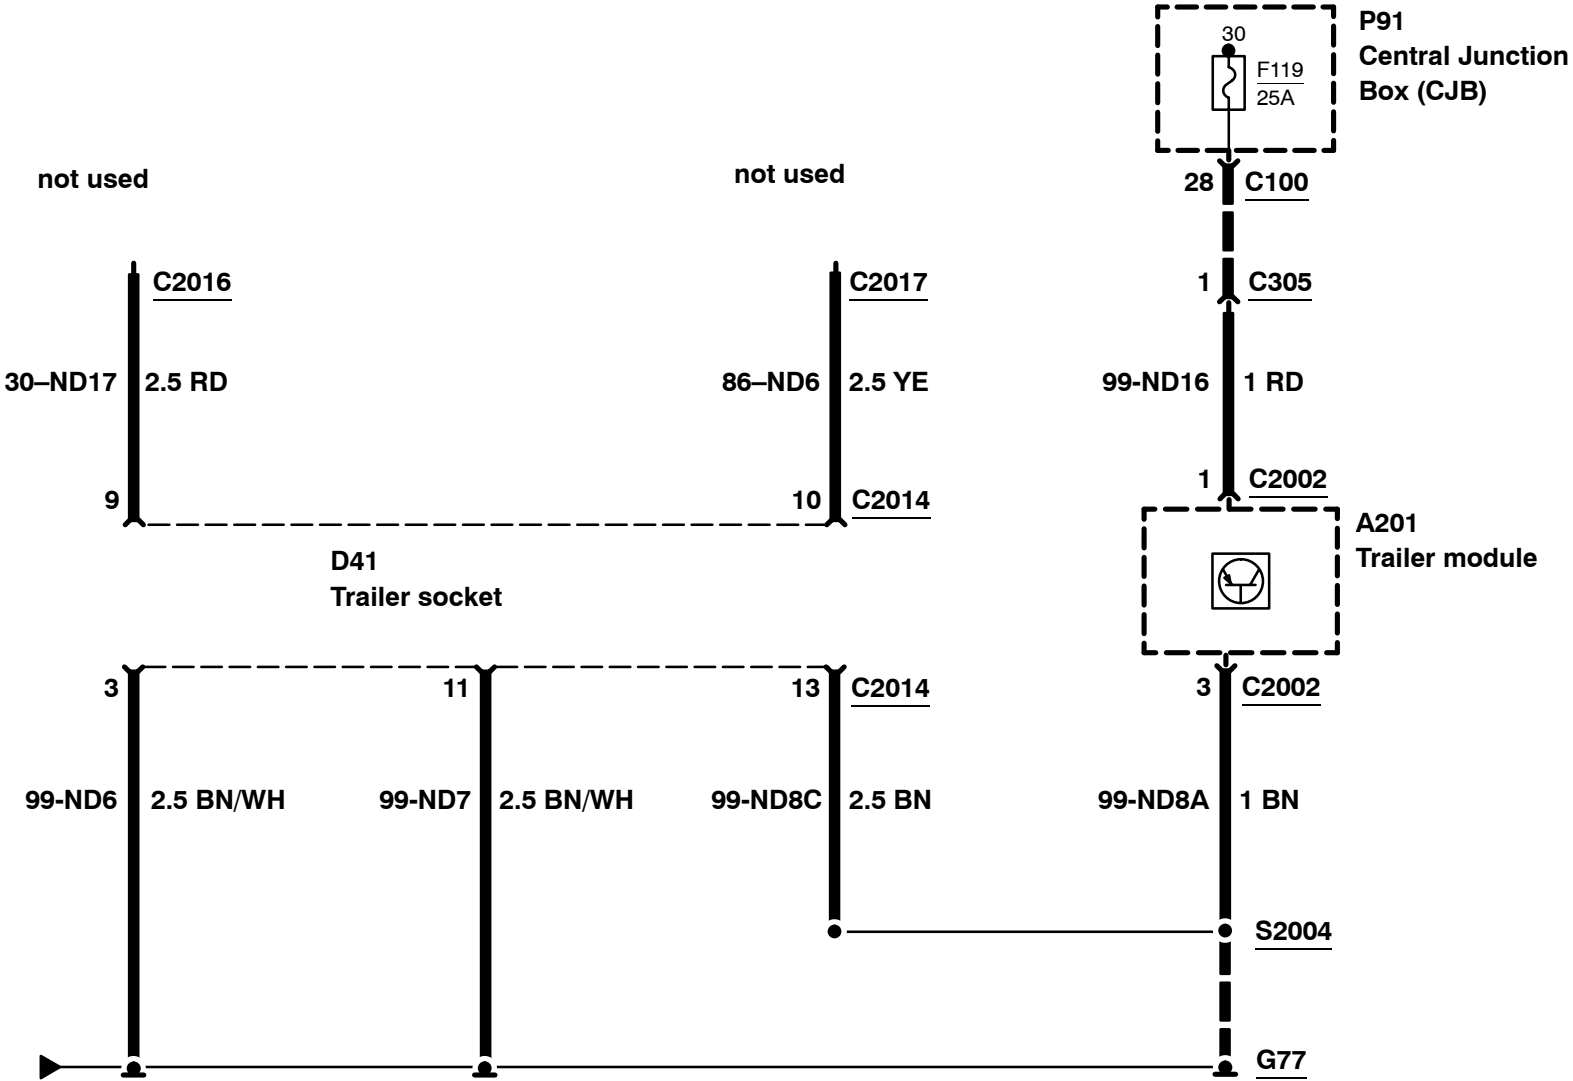 P91
30
Central Junction
F119
25A
Box (CJB)
not used
not used
28 C100
C2016
C2017
1 C305
30–ND17 2.5 RD
86–ND6 2.5 YE
99-ND16 1 RD
9
10 C2014
1 C2002
A201
Trailer module
D41
Trailer socket
3
11
13 C2014
3 C2002
99-ND6 2.5 BN/WH
99-ND7 2.5 BN/WH
99-ND8C 2.5 BN
99-ND8A 1 BN
S2004
G77